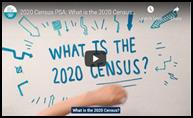 2020 Census PSA: What is the 2020 Census?
WHAT IS THE
2020 CENSUS?
What is the 2020 Census?